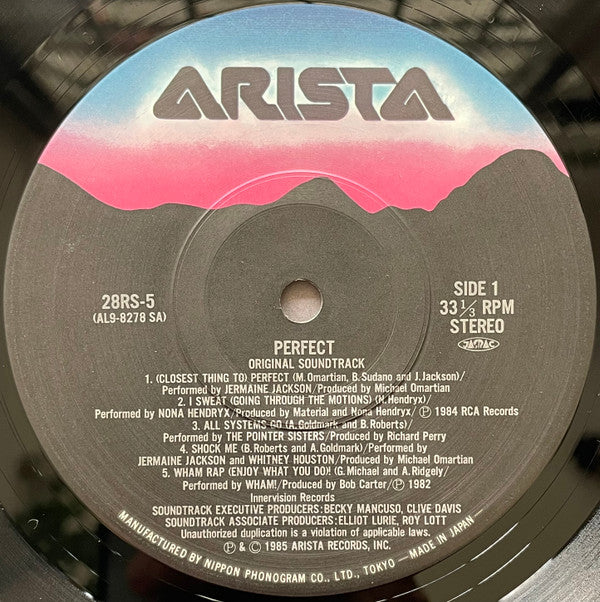 ARISTA
28RS-5
(AL9-8278 SA)
SIDE 1
33 1/3 RPM
STEREO
JASRAC
PERFECT
ORIGINAL SOUNDTRACK
1. (CLOSEST THING TO) PERFECT (M. Omartian, B. Sudano and J. Jackson)/
Performed by JERMAINE JACKSON/Produced by Michael Omartian
2. I SWEAT (GOING THROUGH THE MOTIONS) (N. Hendryx)/
Performed by NONA HENDRYX/Produced by Material and Nona Hendryx/Ⓟ 1984 RCA Records
3. ALL SYSTEMS GO (A. Goldmark and B. Roberts)/
Performed by THE POINTER SISTERS/Produced by Richard Perry
4. SHOCK ME (B. Roberts and A. Goldmark)/Performed by
JERMAINE JACKSON and WHITNEY HOUSTON/Produced by Michael Omartian
5. WHAM RAP (ENJOY WHAT YOU DO)! (G. Michael and A. Ridgely)/
Performed by WHAM!/Produced by Bob Carter/Ⓟ 1982
Innervision Records
SOUNDTRACK EXECUTIVE PRODUCERS: BECKY MANCUSO, CLIVE DAVIS
SOUNDTRACK ASSOCIATE PRODUCERS: ELLIOT LURIE, ROY LOTT
Unauthorized duplication is a violation of applicable laws.
Ⓟ & © 1985 ARISTA RECORDS, INC.
MANUFACTURED BY NIPPON PHONOGRAM CO., LTD., TOKYO —MADE IN JAPAN—